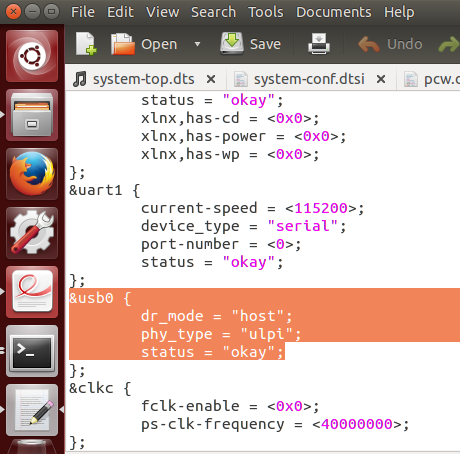 File Edit View Search Tools Documents Help
Open Save Undo
system-top.dts × system-conf.dtsi × pcw.
status = "okay";
xlnx,has-cd = <0x0>;
xlnx,has-power = <0x0>;
xlnx,has-wp = <0x0>;
};
&uart1 {
current-speed = <115200>;
device_type = "serial";
port-number = <0>;
status = "okay";
};
&usb0 {
dr_mode = "host";
phy_type = "ulpi";
status = "okay";
};
&clkc {
fclk-enable = <0x0>;
ps-clk-frequency = <40000000>;
};